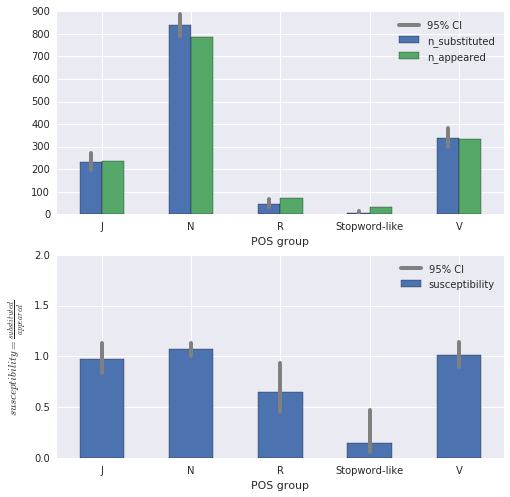 900
800
700
600
500
400
300
200
100
0
95% CI
n_substituted
n_appeared
J N R Stopword-like V
POS group
2.0
1.5
1.0
0.5
0.0
susceptibility = substituted / appeared
95% CI
susceptibility
J N R Stopword-like V
POS group